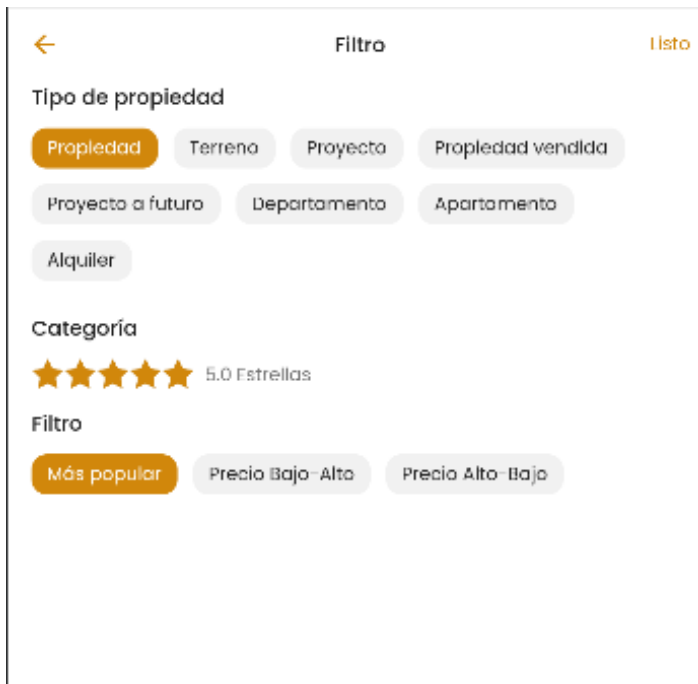 Filtro Listo
Tipo de propiedad
Propiedad Terreno Proyecto Propiedad vendida
Proyecto a futuro Departamento Apartamento
Alquiler
Categoría
5.0 Estrellas
Filtro
Más popular Precio Bajo-Alto Precio Alto-Bajo